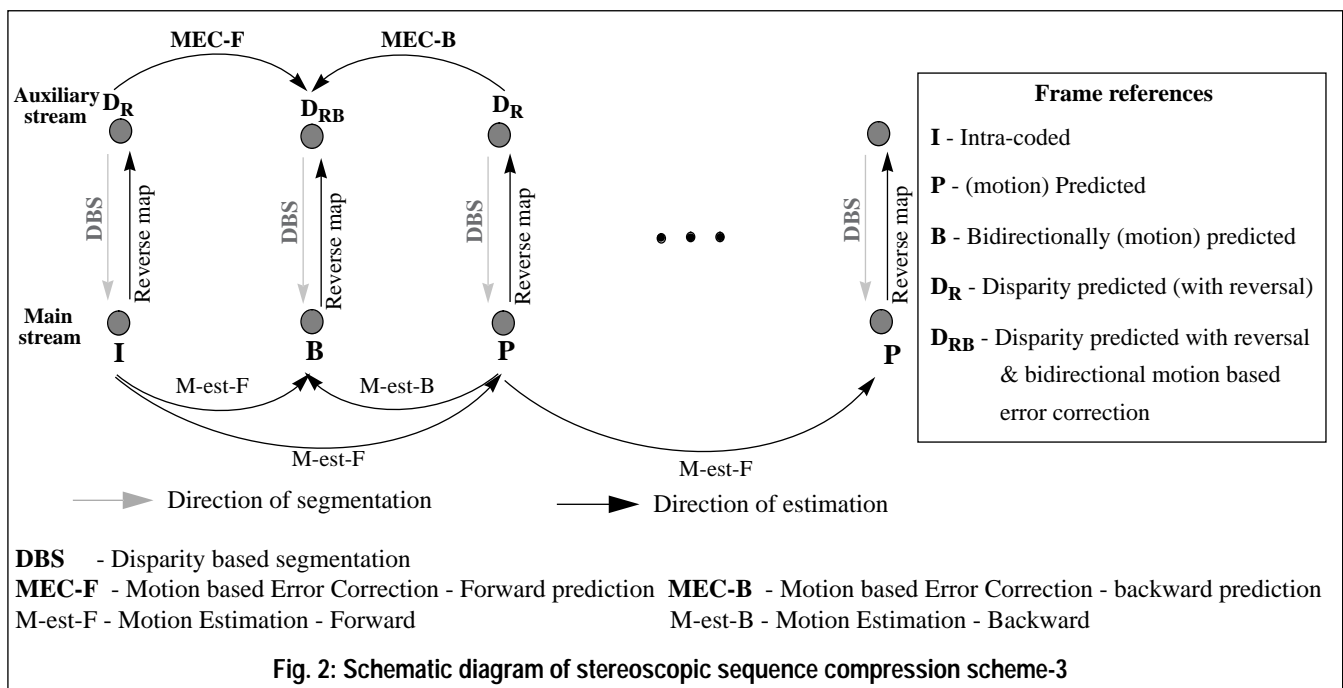 MEC-F MEC-B
Auxiliary stream
D_R D_RB D_R
DBS Reverse map DBS Reverse map DBS Reverse map DBS Reverse map
• • •
Main stream
I B P P
M-est-F M-est-B
M-est-F M-est-F
Frame references
I - Intra-coded
P - (motion) Predicted
B - Bidirectionally (motion) predicted
D_R - Disparity predicted (with reversal)
D_RB - Disparity predicted with reversal
& bidirectional motion based
error correction
Direction of segmentation Direction of estimation
DBS - Disparity based segmentation
MEC-F - Motion based Error Correction - Forward prediction MEC-B - Motion based Error Correction - backward prediction
M-est-F - Motion Estimation - Forward M-est-B - Motion Estimation - Backward
Fig. 2: Schematic diagram of stereoscopic sequence compression scheme-3